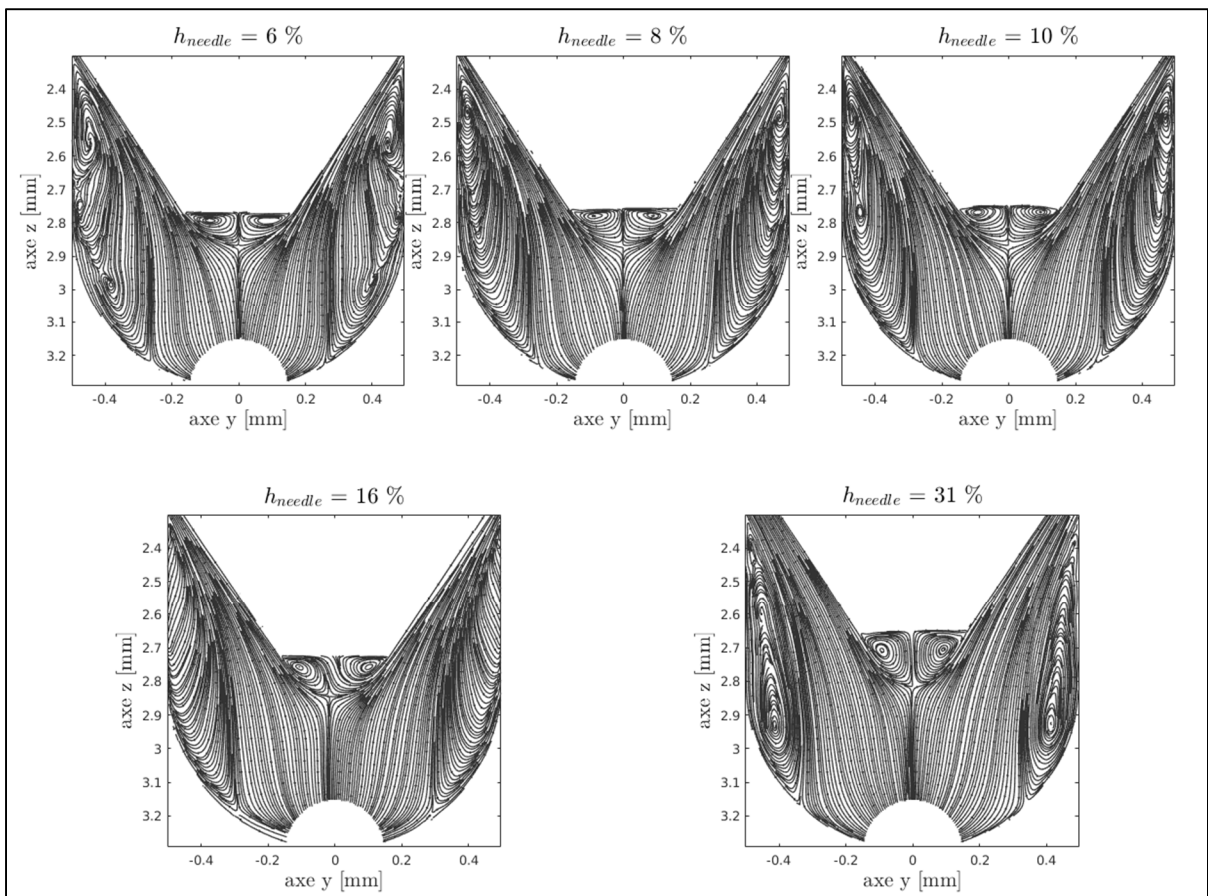 h_needle = 6 %
h_needle = 8 %
h_needle = 10 %
axe z [mm]
2.4
2.5
2.6
2.7
2.8
2.9
3
3.1
3.2
-0.4 -0.2 0 0.2 0.4
axe y [mm]
axe z [mm]
2.4
2.5
2.6
2.7
2.8
2.9
3
3.1
3.2
-0.4 -0.2 0 0.2 0.4
axe y [mm]
axe z [mm]
2.4
2.5
2.6
2.7
2.8
2.9
3
3.1
3.2
-0.4 -0.2 0 0.2 0.4
axe y [mm]
h_needle = 16 %
h_needle = 31 %
axe z [mm]
2.4
2.5
2.6
2.7
2.8
2.9
3
3.1
3.2
-0.4 -0.2 0 0.2 0.4
axe y [mm]
axe z [mm]
2.4
2.5
2.6
2.7
2.8
2.9
3
3.1
3.2
-0.4 -0.2 0 0.2 0.4
axe y [mm]